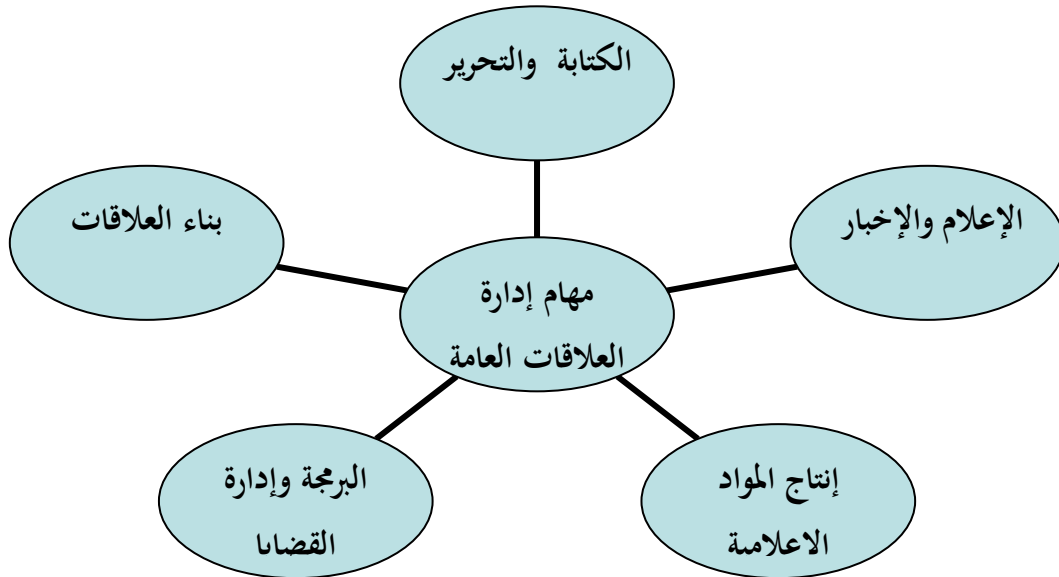 الكتابة والتحرير
الإعلام والإخبار
بناء العلاقات
مهام إدارة
العلاقات العامة
إنتاج المواد
الاعلامية
البرمجة وإدارة
القضايا